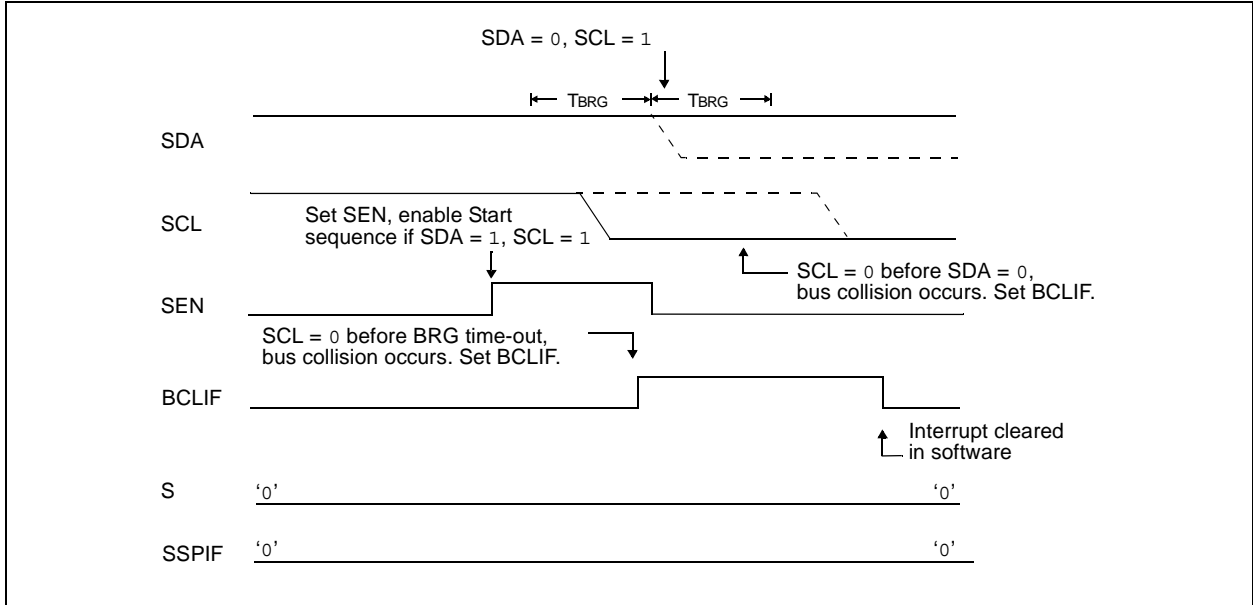 SDA = 0, SCL = 1
TBRG TBRG
SDA
SCL
Set SEN, enable Start
sequence if SDA = 1, SCL = 1
SCL = 0 before SDA = 0,
bus collision occurs. Set BCLIF.
SEN
SCL = 0 before BRG time-out,
bus collision occurs. Set BCLIF.
BCLIF
Interrupt cleared
in software
S ‘0’ ‘0’
SSPIF ‘0’ ‘0’